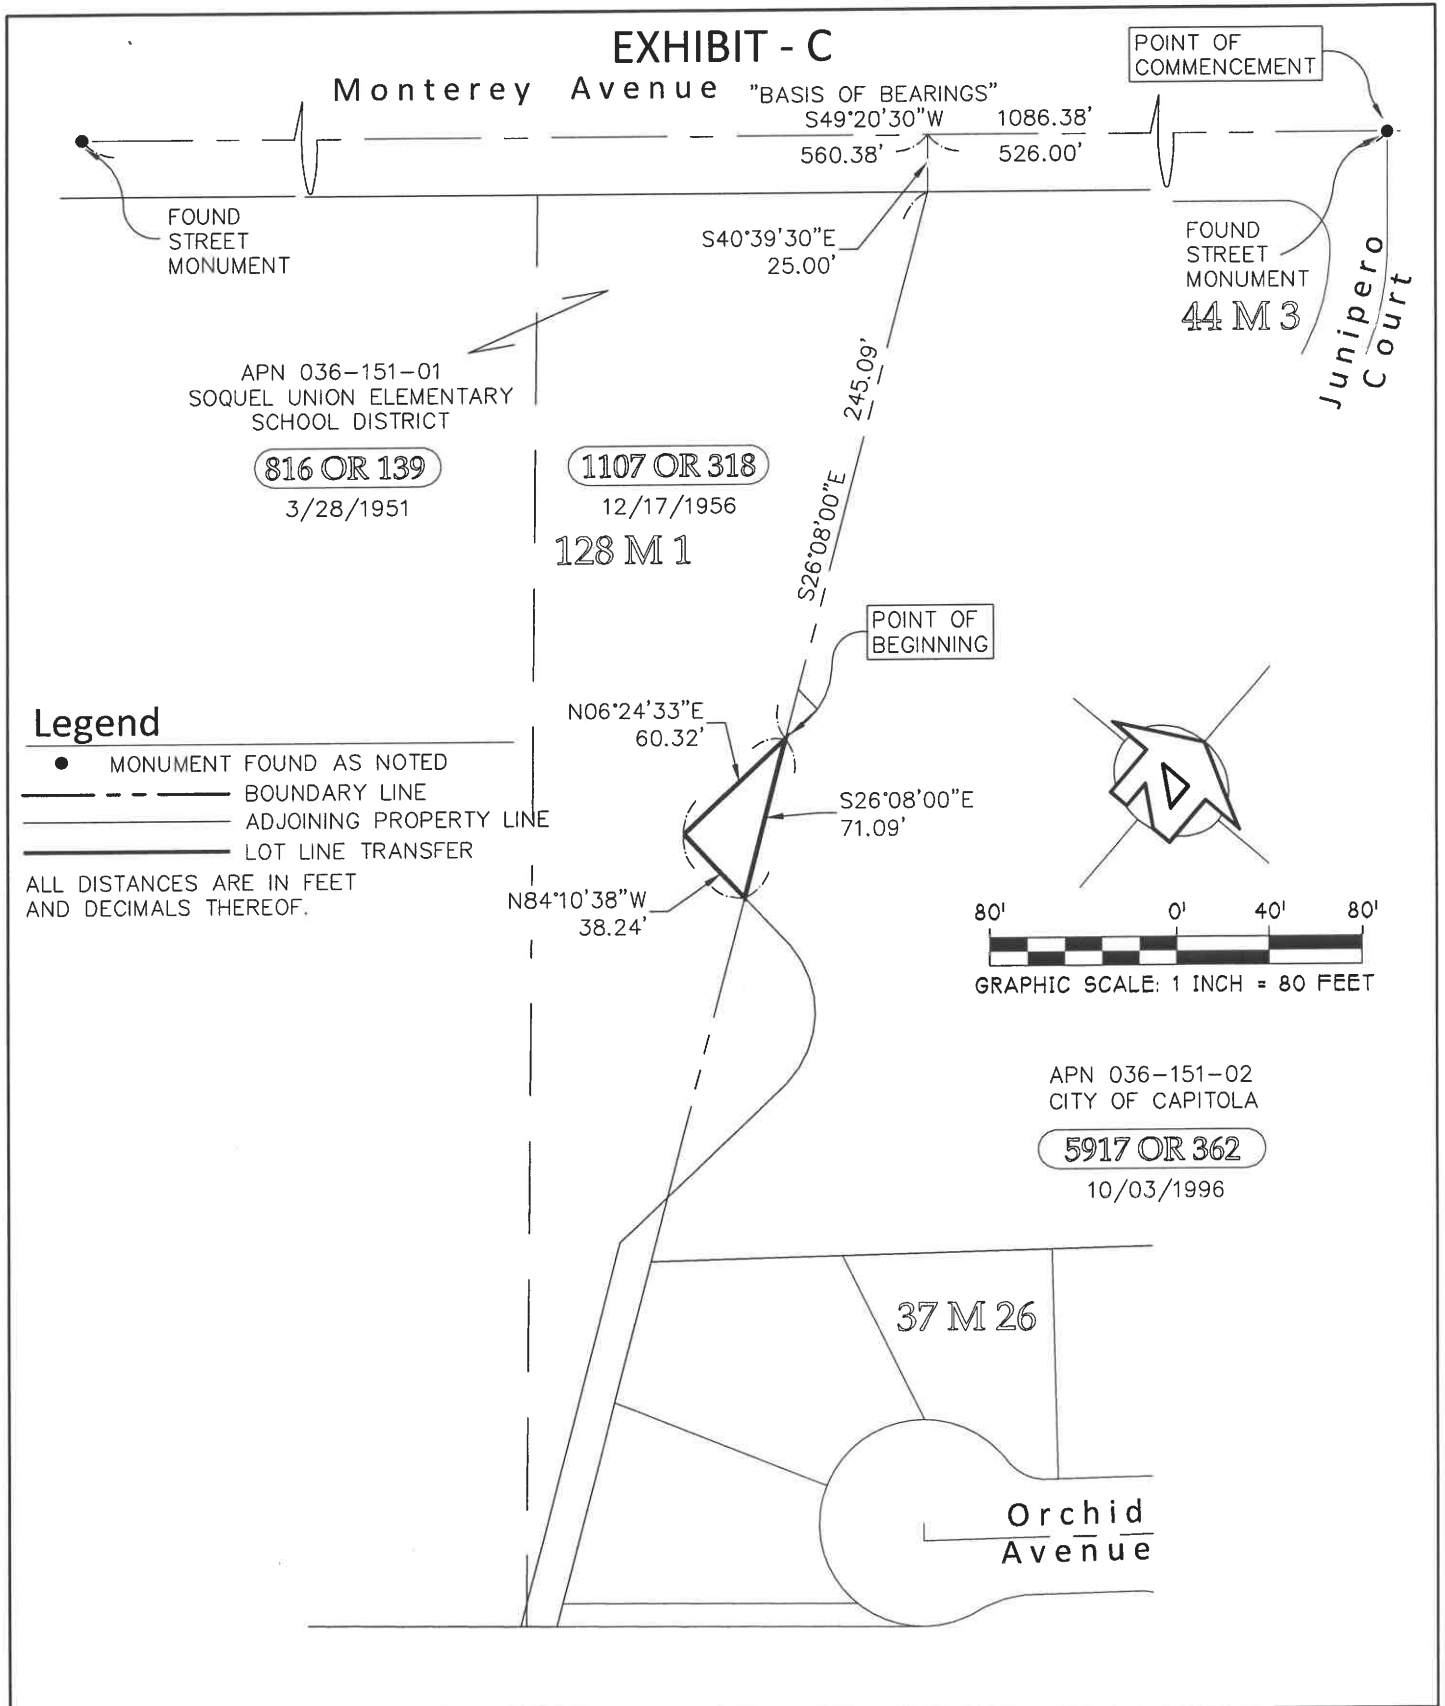 EXHIBIT - C
Monterey Avenue
"BASIS OF BEARINGS"
S49°20'30"W 1086.38'
560.38' 526.00'
POINT OF
COMMENCEMENT
FOUND
STREET
MONUMENT
S40°39'30"E
25.00'
FOUND
STREET
MONUMENT
44 M 3
Junipero
Court
APN 036-151-01
SOQUEL UNION ELEMENTARY
SCHOOL DISTRICT
816 OR 139
3/28/1951
1107 OR 318
12/17/1956
128 M 1
245.09'
S26°08'00"E
POINT OF
BEGINNING
N06°24'33"E
60.32'
S26°08'00"E
71.09'
N84°10'38"W
38.24'
Legend
MONUMENT FOUND AS NOTED
BOUNDARY LINE
ADJOINING PROPERTY LINE
LOT LINE TRANSFER
ALL DISTANCES ARE IN FEET
AND DECIMALS THEREOF.
80' 0' 40' 80'
GRAPHIC SCALE: 1 INCH = 80 FEET
APN 036-151-02
CITY OF CAPITOLA
5917 OR 362
10/03/1996
37 M 26
Orchid
Avenue